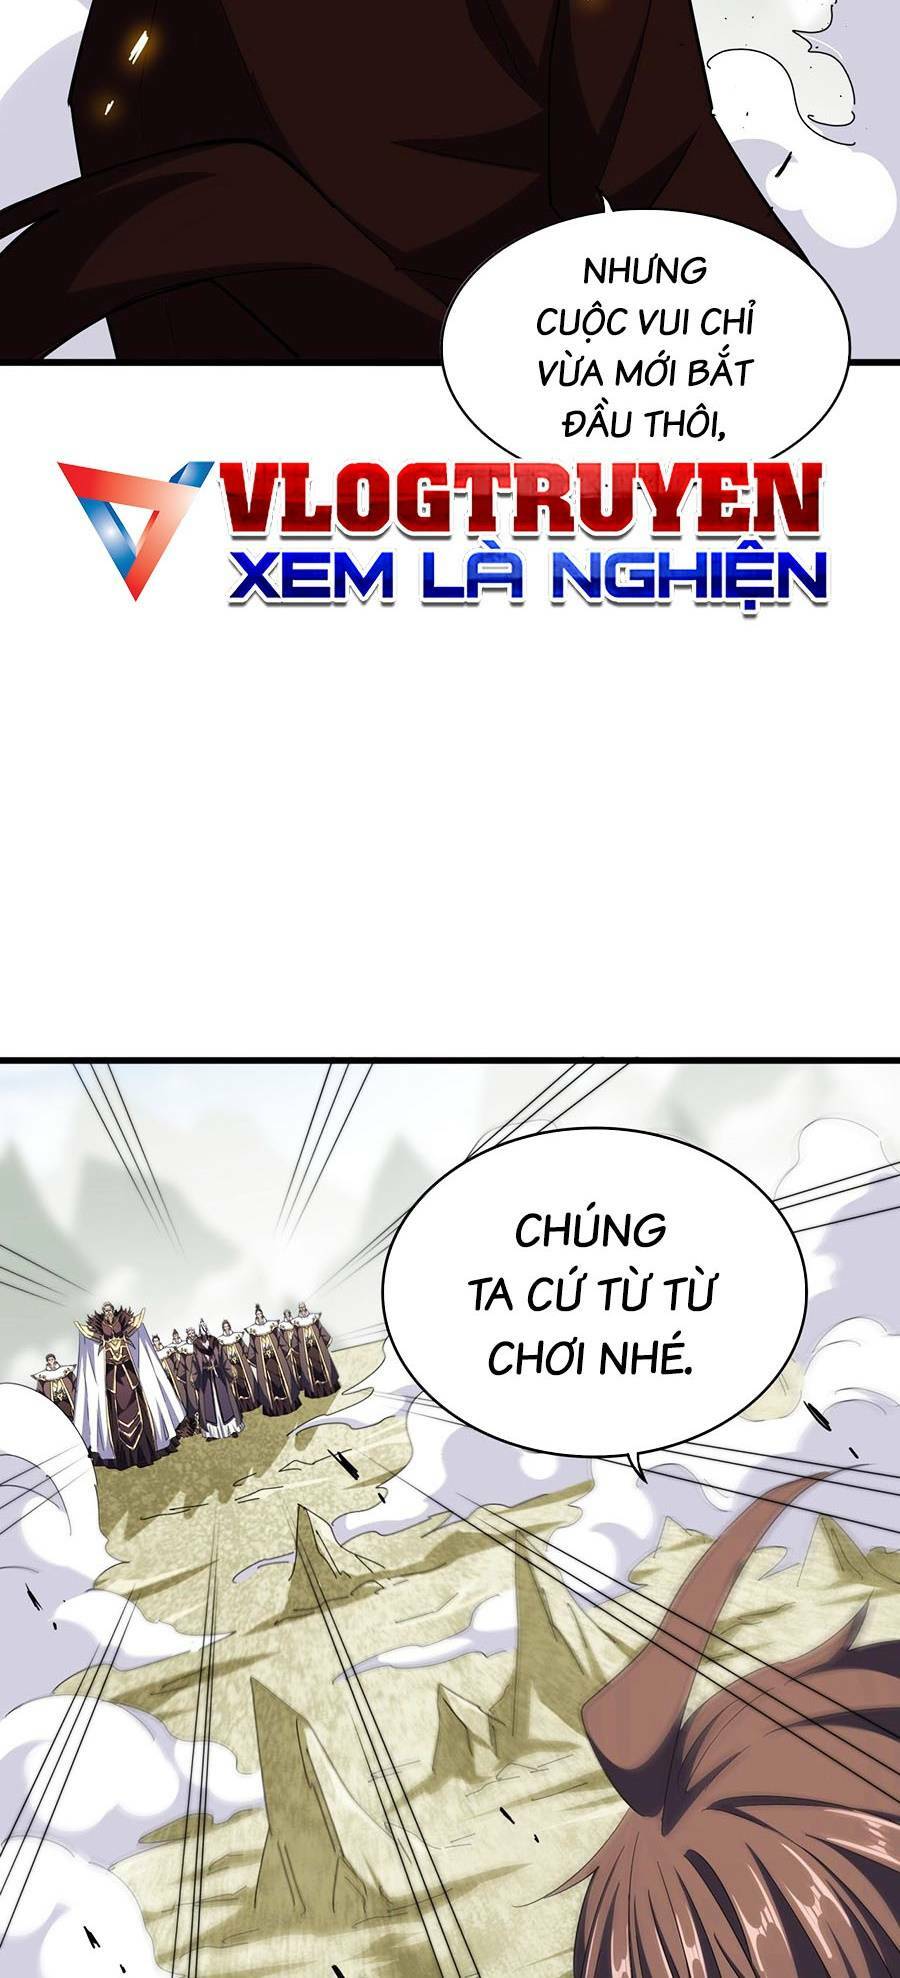 NHƯNG
CUỘC VUI CHỈ
VỪA MỚI BẮT
ĐẦU THÔI,
VLOGTRUYEN
XEM LÀ NGHIỆN
CHÚNG
TA CỨ TỪ TỪ
CHƠI NHÉ.